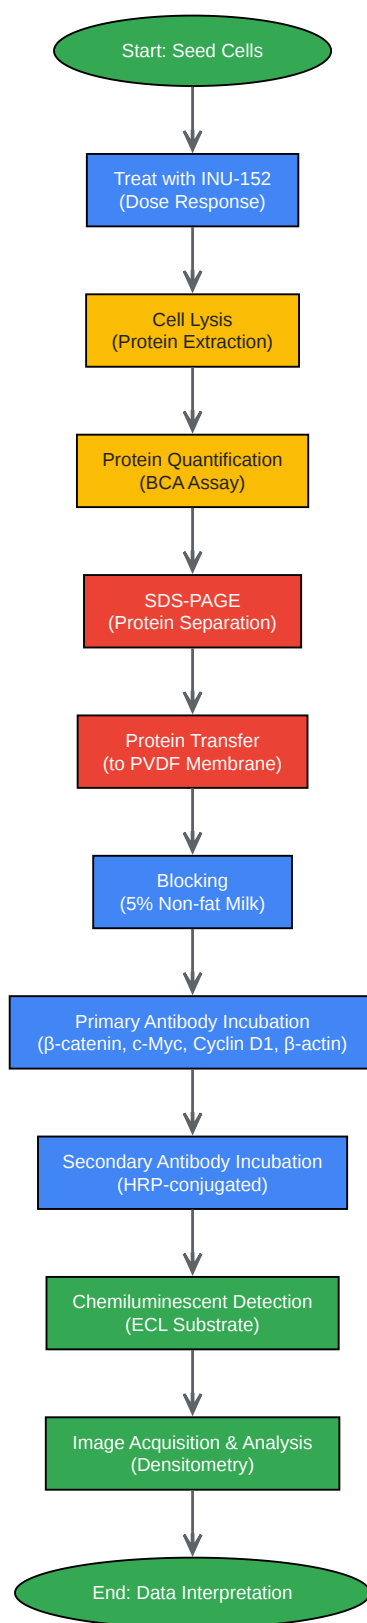 Start: Seed Cells
Treat with INU-152
(Dose Response)
Cell Lysis
(Protein Extraction)
Protein Quantification
(BCA Assay)
SDS-PAGE
(Protein Separation)
Protein Transfer
(to PVDF Membrane)
Blocking
(5% Non-fat Milk)
Primary Antibody Incubation
(β-catenin, c-Myc, Cyclin D1, β-actin)
Secondary Antibody Incubation
(HRP-conjugated)
Chemiluminescent Detection
(ECL Substrate)
Image Acquisition & Analysis
(Densitometry)
End: Data Interpretation